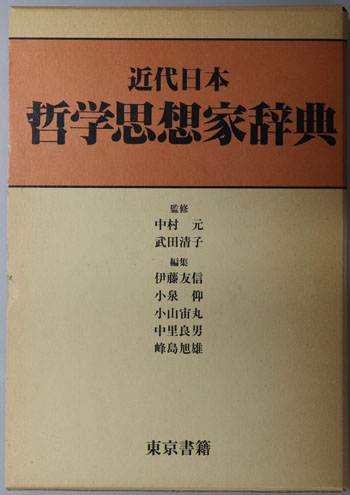 近代日本
哲学思想家辞典
監修
中村 元
武田清子
編集
伊藤友信
小泉 仰
小山宙丸
中里良男
峰島旭雄
東京書籍